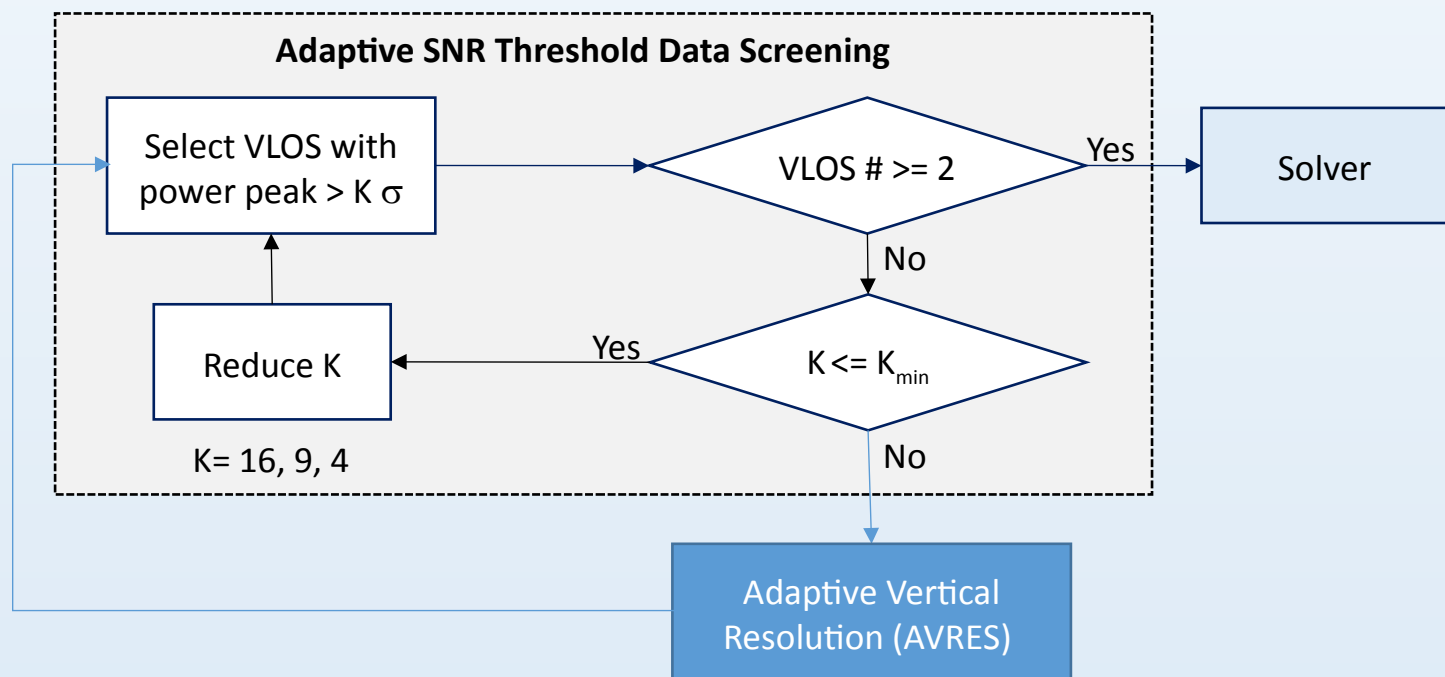 Adaptive SNR Threshold Data Screening
Select VLOS with
power peak > K σ
VLOS # >= 2
Yes
Solver
No
Reduce K
Yes
K <= Kmin
K= 16, 9, 4
No
Adaptive Vertical
Resolution (AVRES)